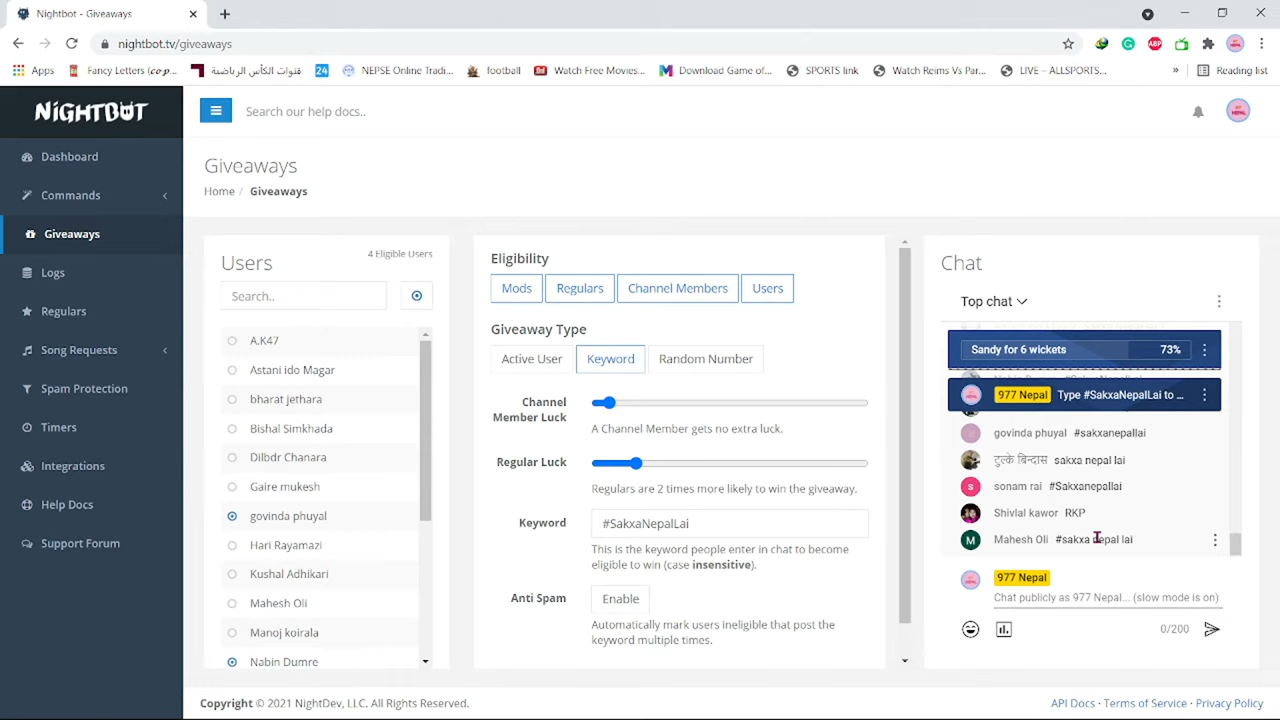 Nightbot - Giveaways
nightbot.tv/giveaways
Apps
Fancy Letters (cop...
قنوات الكأس الرياضية
24
NEPSE Online Tradi...
football
Watch Free Movies...
Download Game of...
SPORTS link
Watch Reims Vs Par...
LIVE – ALLSPORTS...
Reading list
NIGHTBOT
Search our help docs..
Dashboard
Commands
Giveaways
Logs
Regulars
Song Requests
Spam Protection
Timers
Integrations
Help Docs
Support Forum
Giveaways
Home / Giveaways
Users
4 Eligible Users
Search..
A.K47
Astani ido Magar
bharat jethara
Bishal Simkhada
Dilbdr Chanara
Gaire mukesh
govinda phuyal
Hari Rayamazi
Kushal Adhikari
Mahesh Oli
Manoj koirala
Nabin Dumre
Eligibility
Mods
Regulars
Channel Members
Users
Giveaway Type
Active User
Keyword
Random Number
Channel
Member Luck
A Channel Member gets no extra luck.
Regular Luck
Regulars are 2 times more likely to win the giveaway.
Keyword
#SakxaNepalLai
This is the keyword people enter in chat to become
eligible to win (case insensitive).
Anti Spam
Enable
Automatically mark users ineligible that post the
keyword multiple times.
Chat
Top chat
Sandy for 6 wickets 73%
977 Nepal Type #SakxaNepalLai to ...
govinda phuyal #sakxanepallai
टुल्के बिन्दास sakxa nepal lai
S sonam rai #Sakxanepallai
Shivlal kawor RKP
M Mahesh Oli #sakxa nepal lai
977 Nepal
Chat publicly as 977 Nepal... (slow mode is on)
0/200
Copyright © 2021 NightDev, LLC. All Rights Reserved.
API Docs · Terms of Service · Privacy Policy